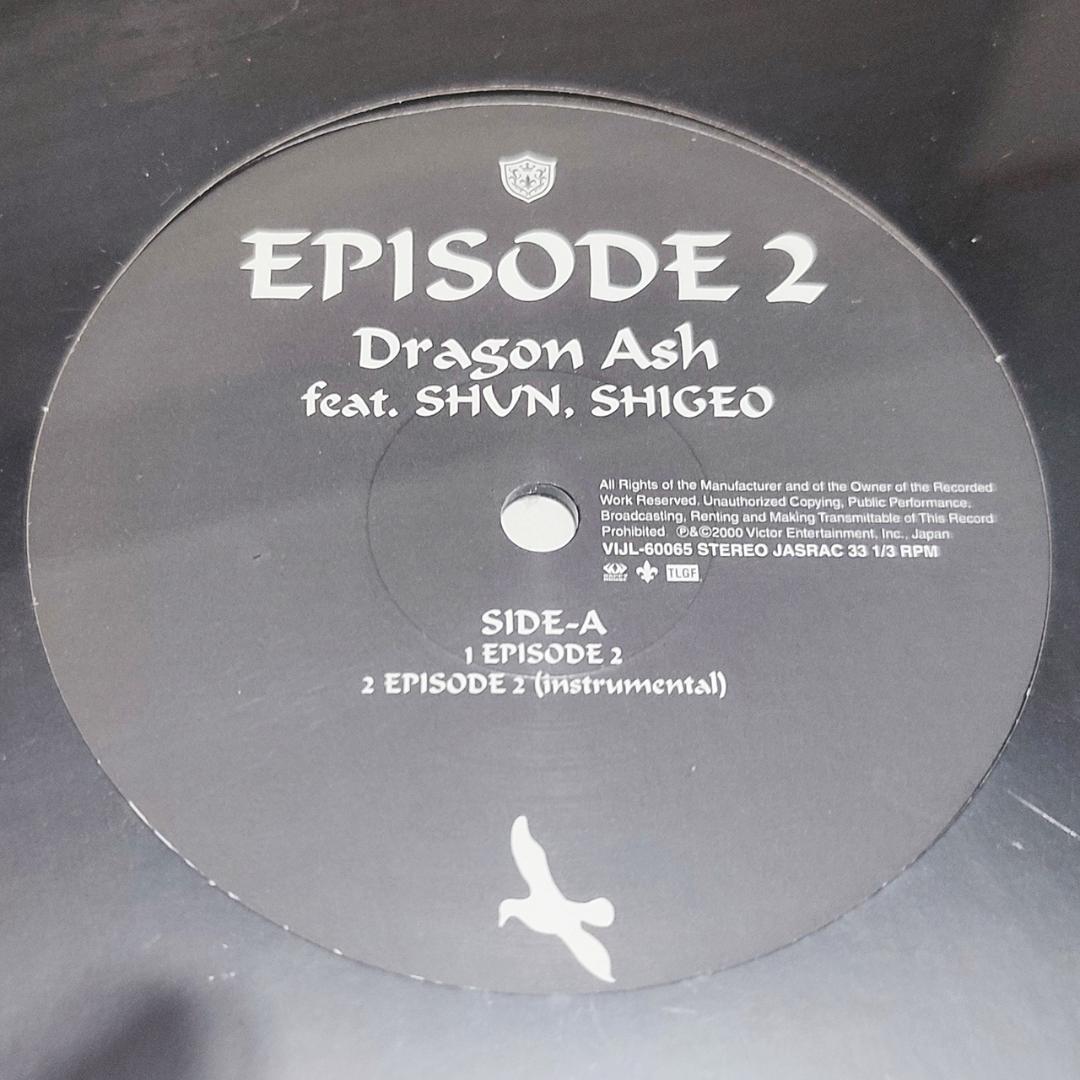 EPISODE 2
Dragon Ash
feat. SHUN, SHIGEO
All Rights of the Manufacturer and of the Owner of the Recorded
Work Reserved. Unauthorized Copying, Public Performance,
Broadcasting, Renting and Making Transmittable of This Record
Prohibited ℗&©2000 Victor Entertainment, Inc., Japan
VIJL-60065 STEREO JASRAC 33 1/3 RPM
HAPPY HOUSE TLGF
SIDE-A
1 EPISODE 2
2 EPISODE 2 (instrumental)